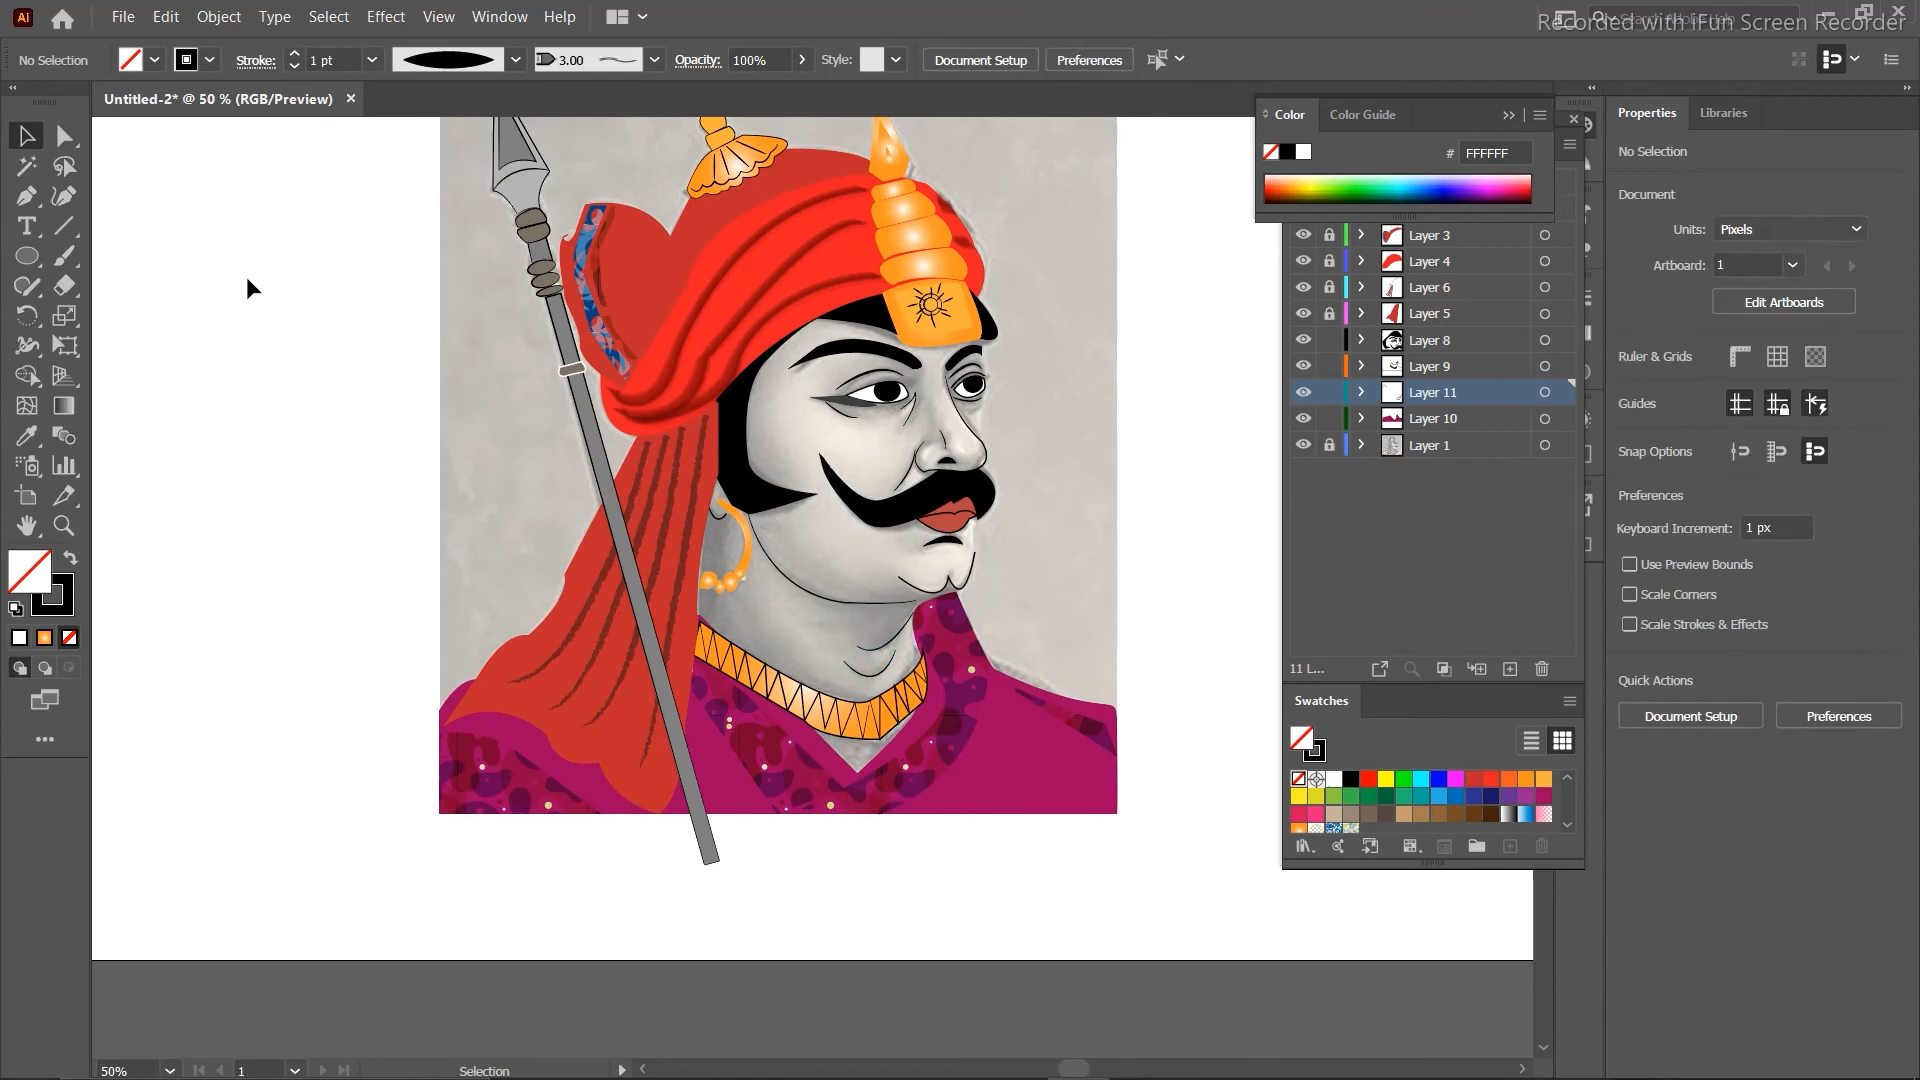 Ai File Edit Object Type Select Effect View Window Help
Recorded with iFun Screen Recorder
No Selection Stroke: 1 pt 3.00 Opacity: 100% Style: Document Setup Preferences
Untitled-2* @ 50 % (RGB/Preview)
Color Color Guide
# FFFFFF
Layer 3
Layer 4
Layer 6
Layer 5
Layer 8
Layer 9
Layer 11
Layer 10
Layer 1
11 L...
Swatches
Properties Libraries
No Selection
Document
Units: Pixels
Artboard: 1
Edit Artboards
Ruler & Grids
Guides
Snap Options
Preferences
Keyboard Increment: 1 px
Use Preview Bounds
Scale Corners
Scale Strokes & Effects
Quick Actions
Document Setup Preferences
50% 1 Selection